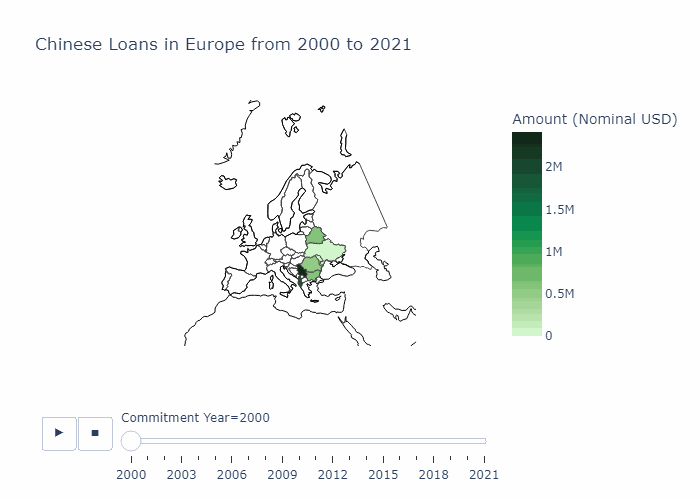 Chinese Loans in Europe from 2000 to 2021
Amount (Nominal USD)
2M
1.5M
1M
0.5M
0
Commitment Year=2000
2000 2003 2006 2009 2012 2015 2018 2021